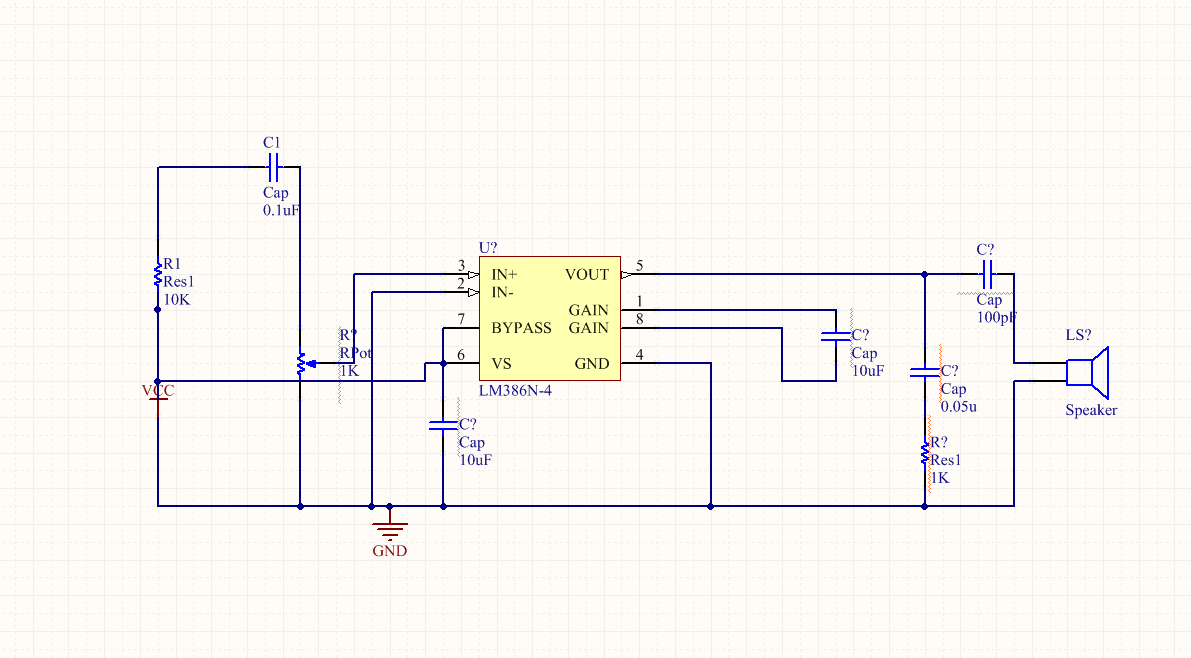 C1
Cap
0.1uF
R1
Res1
10K
VCC
R?
RPot
1K
U?
3 IN+
2 IN-
7 BYPASS
6 VS
VOUT 5
GAIN 1
GAIN 8
GND 4
LM386N-4
C?
Cap
10uF
GND
C?
Cap
10uF
C?
Cap
100pF
C?
Cap
0.05u
R?
Res1
1K
LS?
Speaker